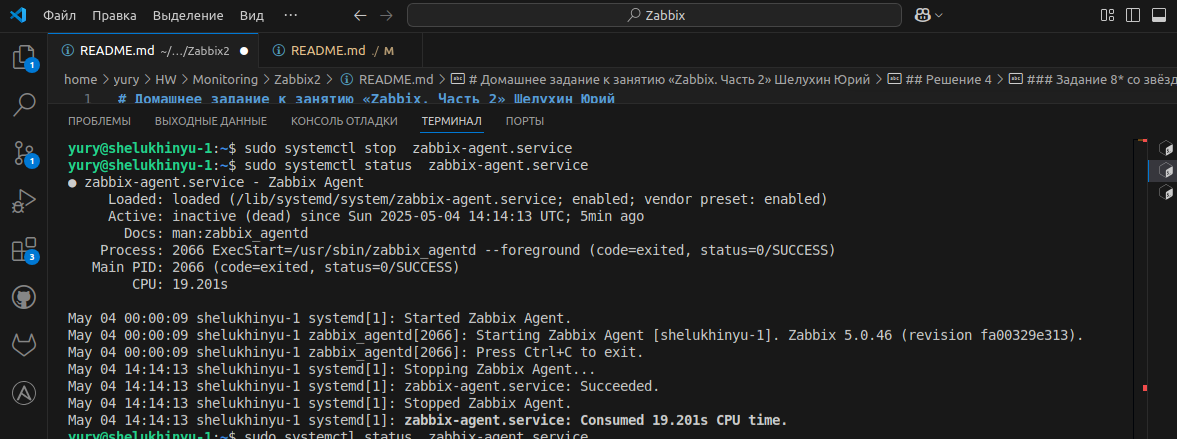 Файл Правка Выделение Вид ··· ← → Zabbix
README.md ~/.../Zabbix2 ● README.md ./ M
home > yury > HW > Monitoring > Zabbix2 > README.md > # Домашнее задание к занятию «Zabbix. Часть 2» Шелухин Юрий > ## Решение 4 > ### Задание 8* со звёзд
1 # Домашнее задание к занятию «Zabbix. Часть 2» Шелухин Юрий
ПРОБЛЕМЫ ВЫХОДНЫЕ ДАННЫЕ КОНСОЛЬ ОТЛАДКИ ТЕРМИНАЛ ПОРТЫ
1
1
3
yury@shelukhinyu-1:~$ sudo systemctl stop  zabbix-agent.service
yury@shelukhinyu-1:~$ sudo systemctl status  zabbix-agent.service
● zabbix-agent.service - Zabbix Agent
Loaded: loaded (/lib/systemd/system/zabbix-agent.service; enabled; vendor preset: enabled)
Active: inactive (dead) since Sun 2025-05-04 14:14:13 UTC; 5min ago
Docs: man:zabbix_agentd
Process: 2066 ExecStart=/usr/sbin/zabbix_agentd --foreground (code=exited, status=0/SUCCESS)
Main PID: 2066 (code=exited, status=0/SUCCESS)
CPU: 19.201s
May 04 00:00:09 shelukhinyu-1 systemd[1]: Started Zabbix Agent.
May 04 00:00:09 shelukhinyu-1 zabbix_agentd[2066]: Starting Zabbix Agent [shelukhinyu-1]. Zabbix 5.0.46 (revision fa00329e313).
May 04 00:00:09 shelukhinyu-1 zabbix_agentd[2066]: Press Ctrl+C to exit.
May 04 14:14:13 shelukhinyu-1 systemd[1]: Stopping Zabbix Agent...
May 04 14:14:13 shelukhinyu-1 systemd[1]: zabbix-agent.service: Succeeded.
May 04 14:14:13 shelukhinyu-1 systemd[1]: Stopped Zabbix Agent.
May 04 14:14:13 shelukhinyu-1 systemd[1]: zabbix-agent.service: Consumed 19.201s CPU time.
yury@shelukhinyu-1:~$ sudo systemctl status  zabbix-agent.service